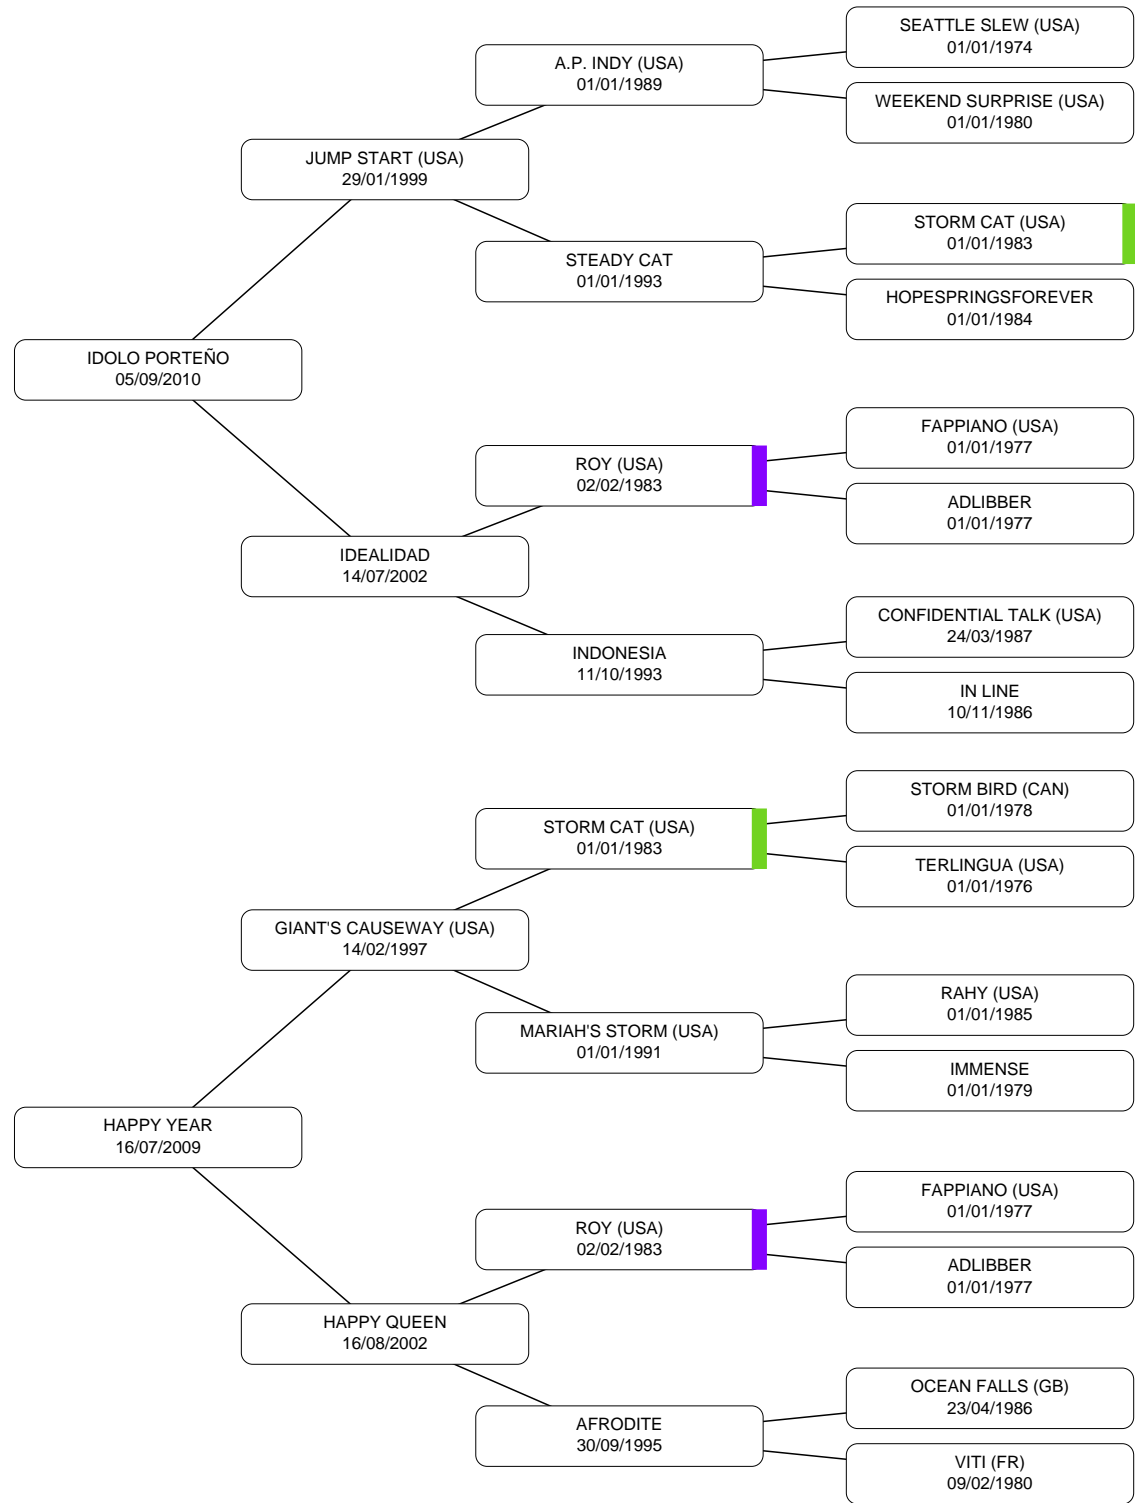 SEATTLE SLEW (USA)
01/01/1974
A.P. INDY (USA)
01/01/1989
WEEKEND SURPRISE (USA)
01/01/1980
JUMP START (USA)
29/01/1999
STORM CAT (USA)
01/01/1983
STEADY CAT
01/01/1993
HOPESPRINGSFOREVER
01/01/1984
IDOLO PORTEÑO
05/09/2010
FAPPIANO (USA)
01/01/1977
ROY (USA)
02/02/1983
ADLIBBER
01/01/1977
IDEALIDAD
14/07/2002
CONFIDENTIAL TALK (USA)
24/03/1987
INDONESIA
11/10/1993
IN LINE
10/11/1986
STORM BIRD (CAN)
01/01/1978
STORM CAT (USA)
01/01/1983
TERLINGUA (USA)
01/01/1976
GIANT'S CAUSEWAY (USA)
14/02/1997
RAHY (USA)
01/01/1985
MARIAH'S STORM (USA)
01/01/1991
IMMENSE
01/01/1979
HAPPY YEAR
16/07/2009
FAPPIANO (USA)
01/01/1977
ROY (USA)
02/02/1983
ADLIBBER
01/01/1977
HAPPY QUEEN
16/08/2002
OCEAN FALLS (GB)
23/04/1986
AFRODITE
30/09/1995
VITI (FR)
09/02/1980